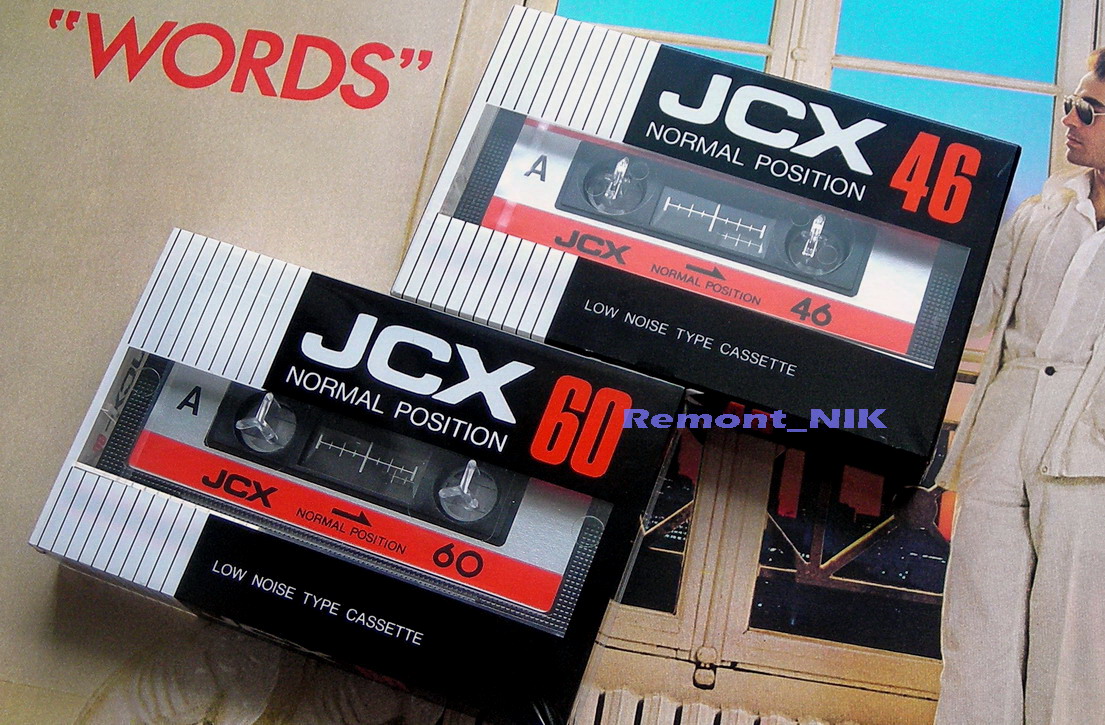 “WORDS”
JCX
NORMAL POSITION
46
A
JCX
NORMAL POSITION
46
LOW NOISE TYPE CASSETTE
JCX
NORMAL POSITION
60
A
JCX
NORMAL POSITION
60
LOW NOISE TYPE CASSETTE
Remont_NIK